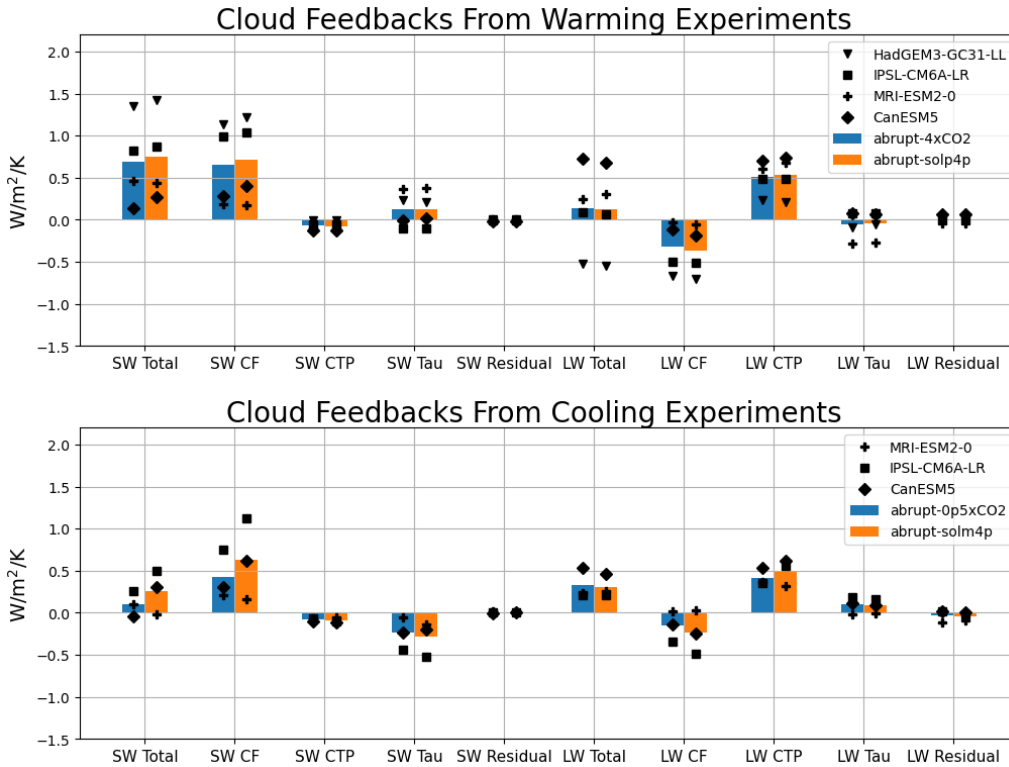 Cloud Feedbacks From Warming Experiments
2.0
1.5
1.0
0.5
0.0
−0.5
−1.0
−1.5
W/m²/K
HadGEM3-GC31-LL
IPSL-CM6A-LR
MRI-ESM2-0
CanESM5
abrupt-4xCO2
abrupt-solp4p
SW Total SW CF SW CTP SW Tau SW Residual LW Total LW CF LW CTP LW Tau LW Residual
Cloud Feedbacks From Cooling Experiments
2.0
1.5
1.0
0.5
0.0
−0.5
−1.0
−1.5
W/m²/K
MRI-ESM2-0
IPSL-CM6A-LR
CanESM5
abrupt-0p5xCO2
abrupt-solm4p
SW Total SW CF SW CTP SW Tau SW Residual LW Total LW CF LW CTP LW Tau LW Residual